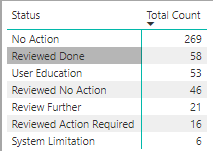 Status Total Count
No Action 269
Reviewed Done 58
User Education 53
Reviewed No Action 46
Review Further 21
Reviewed Action Required 16
System Limitation 6